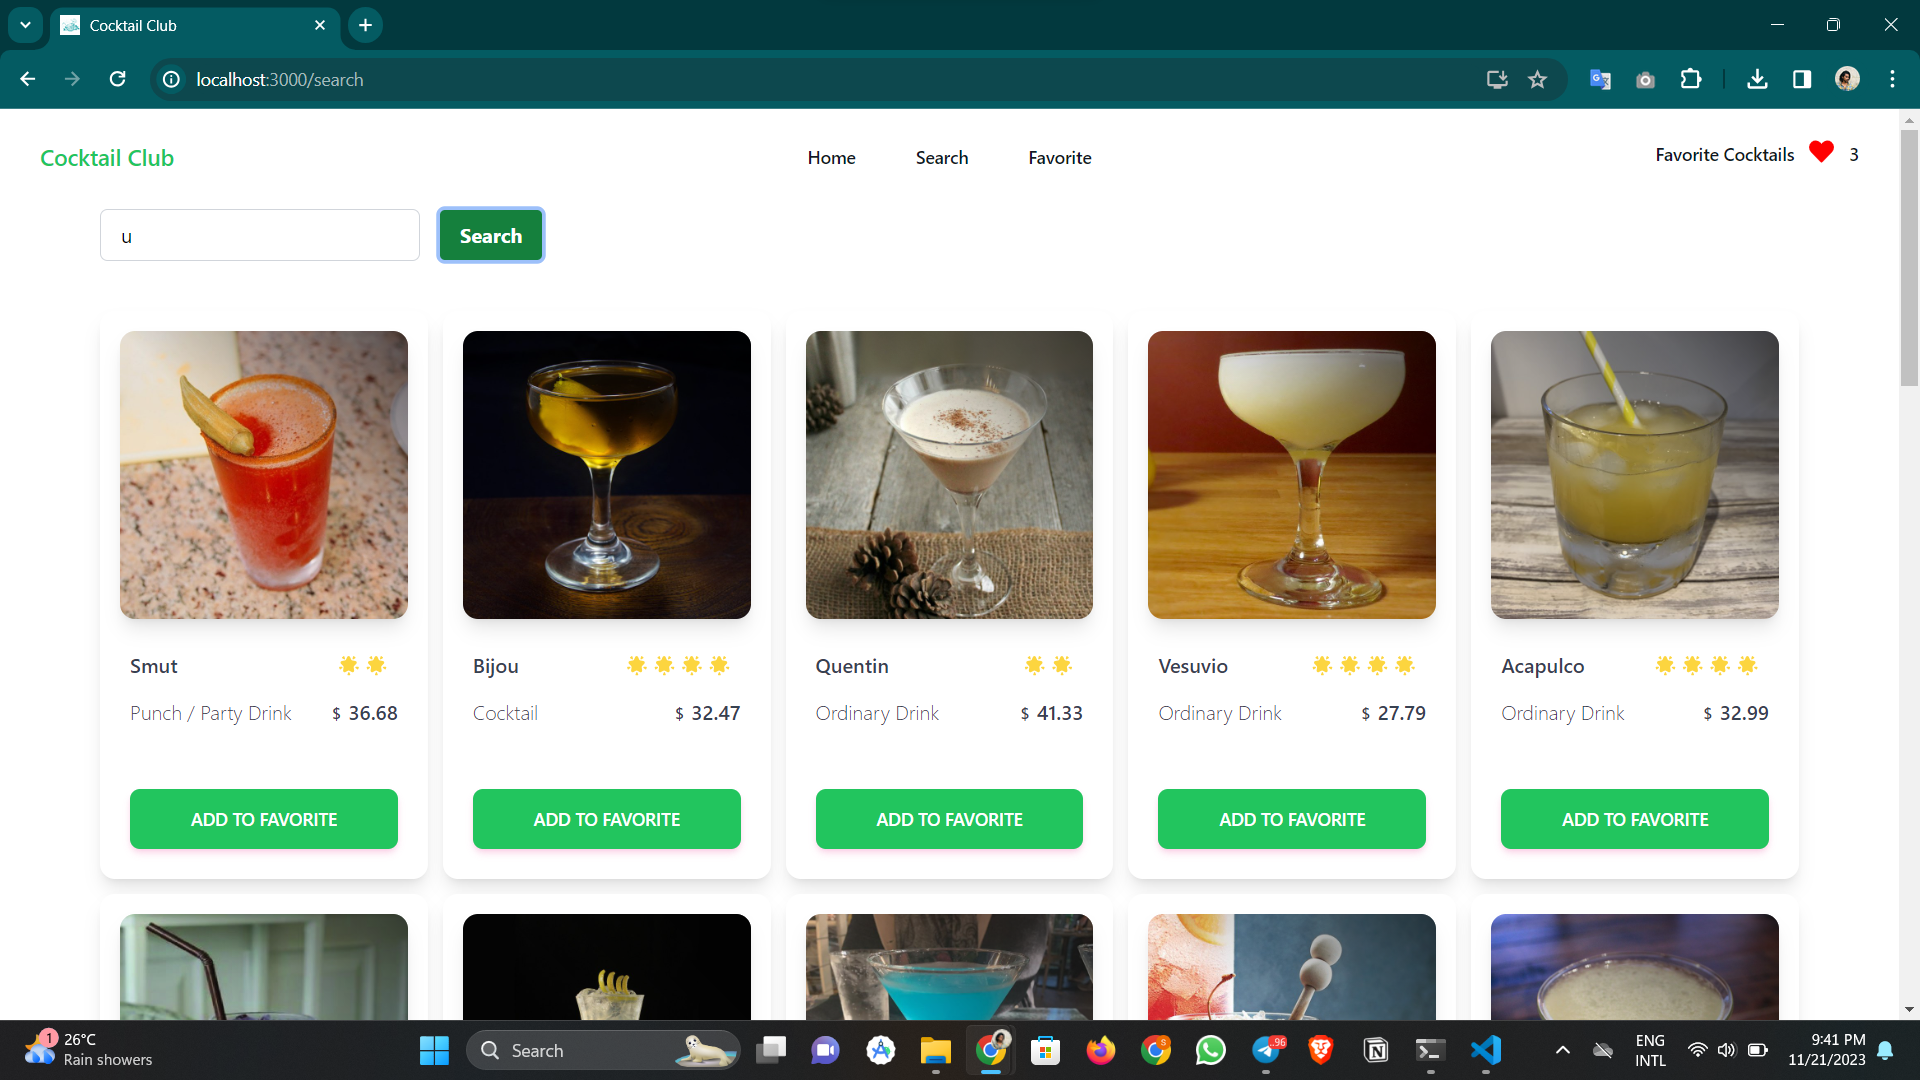 Cocktail Club
localhost:3000/search
Cocktail Club
Home
Search
Favorite
Favorite Cocktails
3
u
Search
Smut
Punch / Party Drink
$ 36.68
ADD TO FAVORITE
Bijou
Cocktail
$ 32.47
ADD TO FAVORITE
Quentin
Ordinary Drink
$ 41.33
ADD TO FAVORITE
Vesuvio
Ordinary Drink
$ 27.79
ADD TO FAVORITE
Acapulco
Ordinary Drink
$ 32.99
ADD TO FAVORITE
1
26°C
Rain showers
Search
S
96
ENG
INTL
9:41 PM
11/21/2023